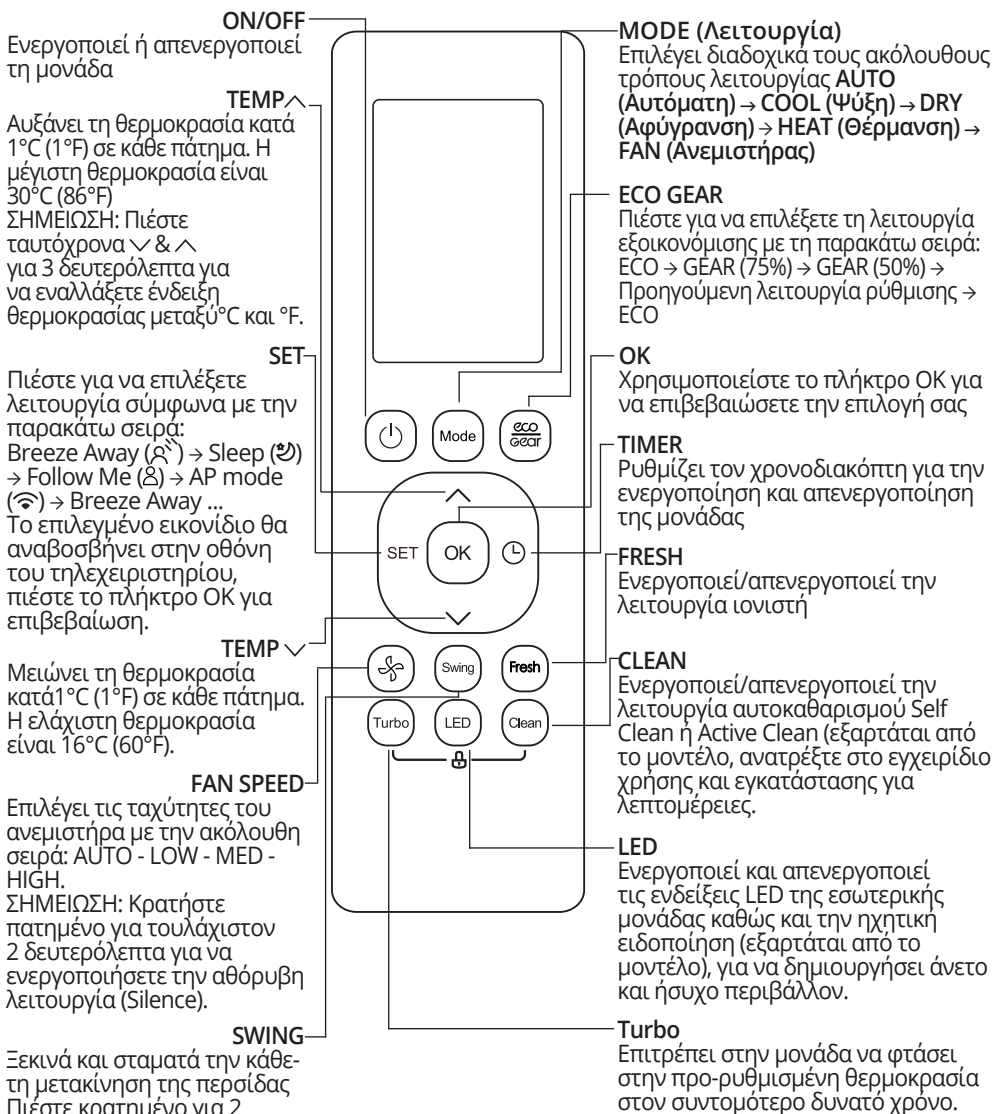 ON/OFF
Ενεργοποιεί ή απενεργοποιεί
τη μονάδα
TEMP
Αυξάνει τη θερμοκρασία κατά
1°C (1°F) σε κάθε πάτημα. Η
μέγιστη θερμοκρασία είναι
30°C (86°F)
ΣΗΜΕΙΩΣΗ: Πιέστε
ταυτόχρονα ﹀ & ︿
για 3 δευτερόλεπτα για
να εναλλάξετε ένδειξη
θερμοκρασίας μεταξύ°C και °F.
SET
Πιέστε για να επιλέξετε
λειτουργία σύμφωνα με την
παρακάτω σειρά:
Breeze Away () → Sleep ()
→ Follow Me () → AP mode
() → Breeze Away ...
Το επιλεγμένο εικονίδιο θα
αναβοσβήνει στην οθόνη
του τηλεχειριστηρίου,
πιέστε το πλήκτρο OK για
επιβεβαίωση.
TEMP
Μειώνει τη θερμοκρασία
κατά1°C (1°F) σε κάθε πάτημα.
Η ελάχιστη θερμοκρασία
είναι 16°C (60°F).
FAN SPEED
Επιλέγει τις ταχύτητες του
ανεμιστήρα με την ακόλουθη
σειρά: AUTO - LOW - MED -
HIGH.
ΣΗΜΕΙΩΣΗ: Κρατήστε
πατημένο για τουλάχιστον
2 δευτερόλεπτα για να
ενεργοποιήσετε την αθόρυβη
λειτουργία (Silence).
SWING
Ξεκινά και σταματά την κάθε-
τη μετακίνηση της περσίδας
Πιέστε κρατημένο για 2
Mode
eco
Gear
SET
OK
Swing
Fresh
Turbo
LED
Clean
MODE (Λειτουργία)
Επιλέγει διαδοχικά τους ακόλουθους
τρόπους λειτουργίας AUTO
(Αυτόματη) → COOL (Ψύξη) → DRY
(Αφύγρανση) → HEAT (Θέρμανση) →
FAN (Ανεμιστήρας)
ECO GEAR
Πιέστε για να επιλέξετε τη λειτουργία
εξοικονόμισης με τη παρακάτω σειρά:
ECO → GEAR (75%) → GEAR (50%) →
Προηγούμενη λειτουργία ρύθμισης →
ECO
OK
Χρησιμοποιείστε το πλήκτρο OK για
να επιβεβαιώσετε την επιλογή σας
TIMER
Ρυθμίζει τον χρονοδιακόπτη για την
ενεργοποίηση και απενεργοποίηση
της μονάδας
FRESH
Ενεργοποιεί/απενεργοποιεί την
λειτουργία ιονιστή
CLEAN
Ενεργοποιεί/απενεργοποιεί την
λειτουργία αυτοκαθαρισμού Self
Clean ή Active Clean (εξαρτάται από
το μοντέλο, ανατρέξτε στο εγχειρίδιο
χρήσης και εγκατάστασης για
λεπτομέρειες.
LED
Ενεργοποιεί και απενεργοποιεί
τις ενδείξεις LED της εσωτερικής
μονάδας καθώς και την ηχητική
ειδοποίηση (εξαρτάται από το
μοντέλο), για να δημιουργήσει άνετο
και ήσυχο περιβάλλον.
Turbo
Επιτρέπει στην μονάδα να φτάσει
στην προ-ρυθμισμένη θερμοκρασία
στον συντομότερο δυνατό χρόνο.